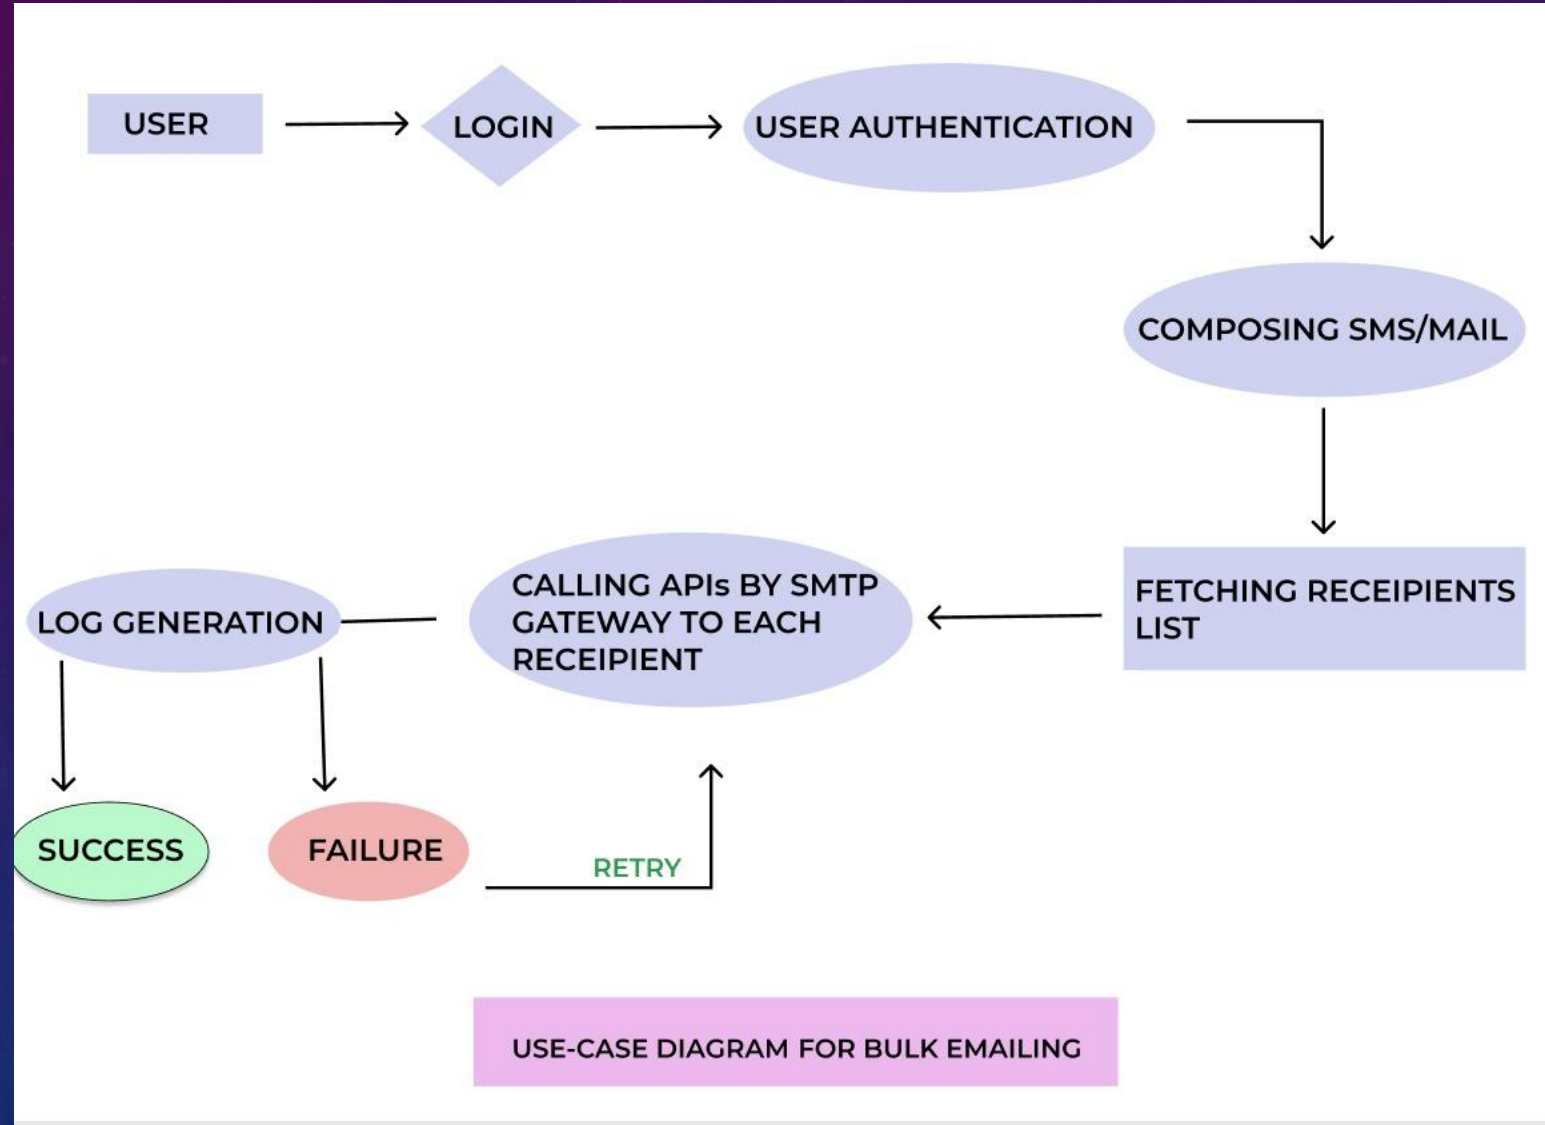 USER
LOGIN
USER AUTHENTICATION
COMPOSING SMS/MAIL
FETCHING RECEIPIENTS
LIST
CALLING APIs BY SMTP
GATEWAY TO EACH
RECEIPIENT
LOG GENERATION
SUCCESS
FAILURE
RETRY
USE-CASE DIAGRAM FOR BULK EMAILING